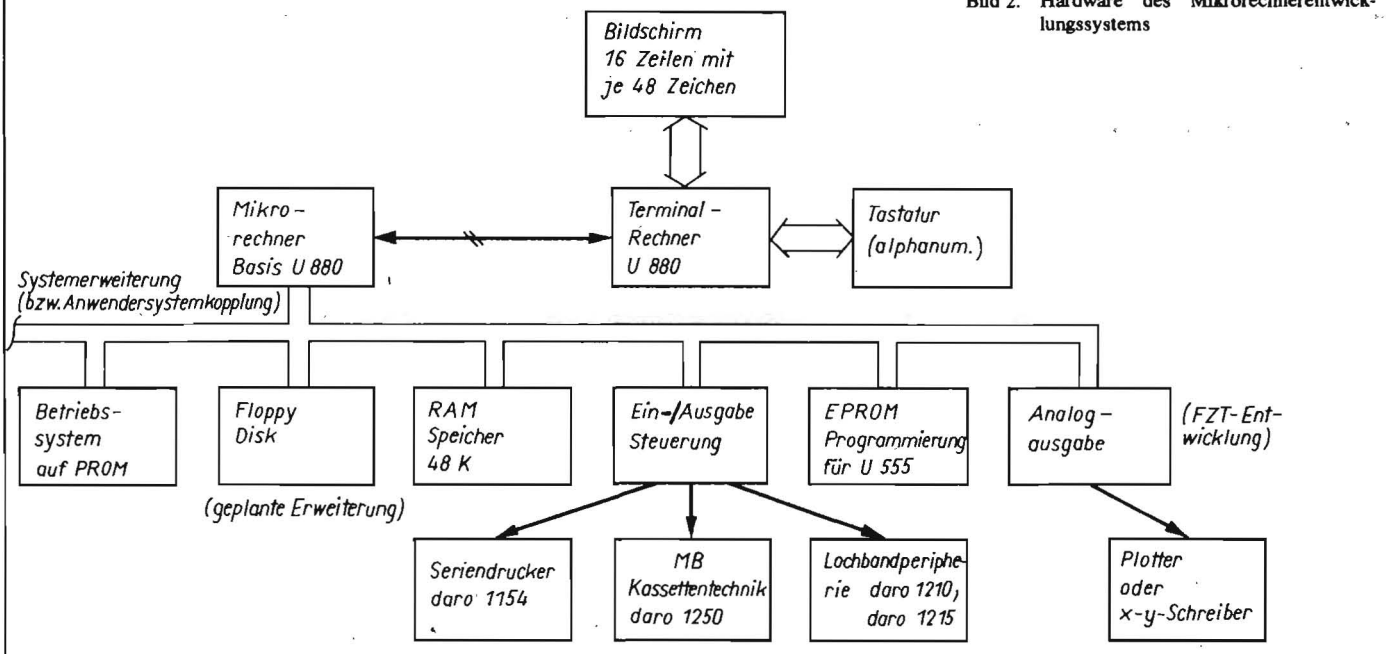 Bild 2. Hardware des Mikrorechnerentwick-
lungssystems
Bildschirm
16 Zeilen mit
je 48 Zeichen
Mikro-
rechner
Basis U 880
Terminal-
Rechner
U 880
Tastatur
(alphanum.)
Systemerweiterung
(bzw. Anwendersystemkopplung)
Betriebs-
system
auf PROM
Floppy
Disk
(geplante Erweiterung)
RAM
Speicher
48 K
Ein-/Ausgabe
Steuerung
EPROM
Programmierung
für U 555
Analog-
ausgabe
(FZT-Ent-
wicklung)
Seriendrucker
daro 1154
MB
Kassettentechnik
daro 1250
Lochbandperiphe-
rie daro 1210,
daro 1215
Plotter
oder
x-y-Schreiber